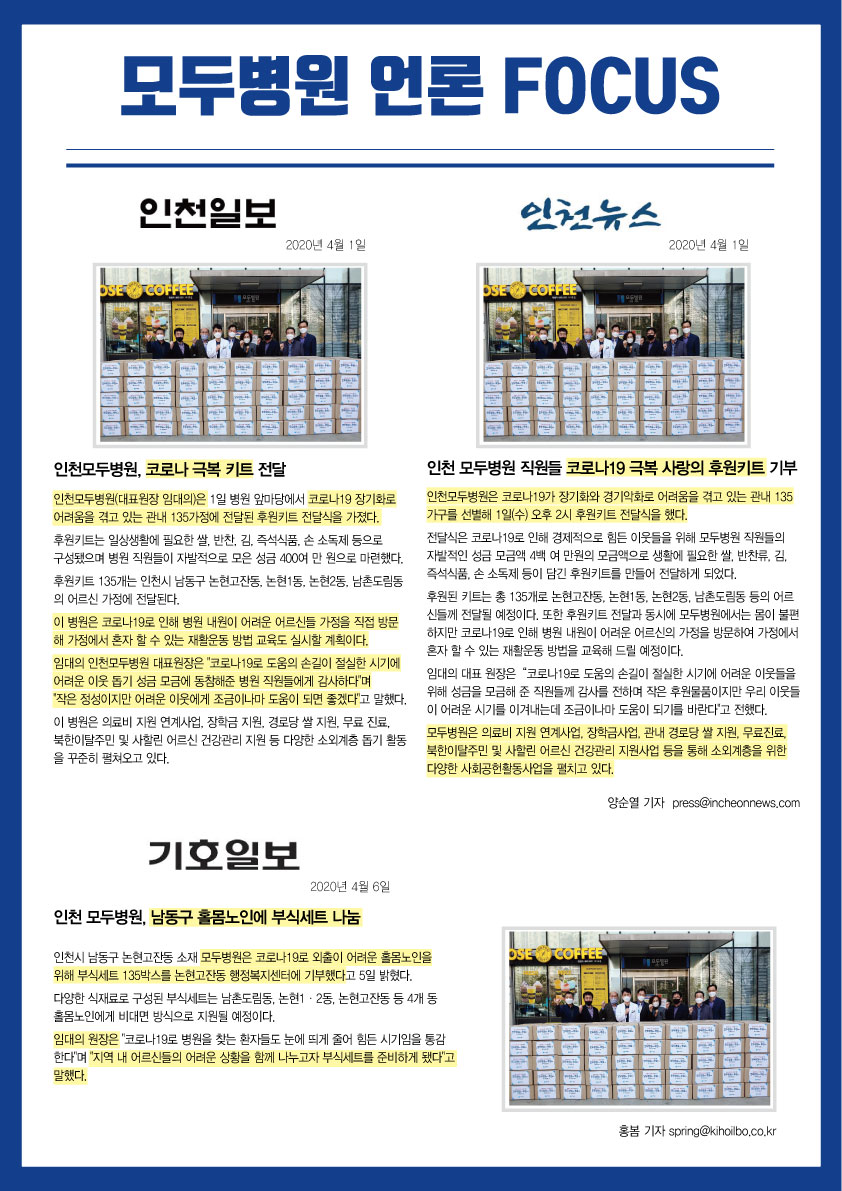 모두병원 언론 FOCUS
인천일보
2020년 4월 1일
OSE COFFEE
모두병원
인천모두병원, 코로나 극복 키트 전달
인천모두병원(대표원장 임대의)은 1일 병원 앞마당에서 코로나19 장기화로
어려움을 겪고 있는 관내 135가정에 전달된 후원키트 전달식을 가졌다.
후원키트는 일상생활에 필요한 쌀, 반찬, 김, 즉석식품, 손 소독제 등으로
구성됐으며 병원 직원들이 자발적으로 모은 성금 400여 만 원으로 마련했다.
후원키트 135개는 인천시 남동구 논현고잔동, 논현1동, 논현2동, 남촌도림동
의 어르신 가정에 전달된다.
이 병원은 코로나19로 인해 병원 내원이 어려운 어르신들 가정을 직접 방문
해 가정에서 혼자 할 수 있는 재활운동 방법 교육도 실시할 계획이다.
임대의 인천모두병원 대표원장은 "코로나19로 도움의 손길이 절실한 시기에
어려운 이웃 돕기 성금 모금에 동참해준 병원 직원들에게 감사하다"며
"작은 정성이지만 어려운 이웃에게 조금이나마 도움이 되면 좋겠다"고 말했다.
이 병원은 의료비 지원 연계사업, 장학금 지원, 경로당 쌀 지원, 무료 진료,
북한이탈주민 및 사할린 어르신 건강관리 지원 등 다양한 소외계층 돕기 활동
을 꾸준히 펼쳐오고 있다.
인천뉴스
2020년 4월 1일
OSE COFFEE
모두병원
인천 모두병원 직원들 코로나19 극복 사랑의 후원키트 기부
인천모두병원은 코로나19가 장기화와 경기악화로 어려움을 겪고 있는 관내 135
가구를 선별해 1일(수) 오후 2시 후원키트 전달식을 했다.
전달식은 코로나19로 인해 경제적으로 힘든 이웃들을 위해 모두병원 직원들의
자발적인 성금 모금액 4백 여 만원의 모금액으로 생활에 필요한 쌀, 반찬류, 김,
즉석식품, 손 소독제 등이 담긴 후원키트를 만들어 전달하게 되었다.
후원된 키트는 총 135개로 논현고잔동, 논현1동, 논현2동, 남촌도림동 등의 어르
신들께 전달될 예정이다. 또한 후원키트 전달과 동시에 모두병원에서는 몸이 불편
하지만 코로나19로 인해 병원 내원이 어려운 어르신의 가정을 방문하여 가정에서
혼자 할 수 있는 재활운동 방법을 교육해 드릴 예정이다.
임대의 대표 원장은 "코로나19로 도움의 손길이 절실한 시기에 어려운 이웃들을
위해 성금을 모금해 준 직원들께 감사를 전하며 작은 후원물품이지만 우리 이웃들
이 어려운 시기를 이겨내는데 조금이나마 도움이 되기를 바란다"고 전했다.
모두병원은 의료비 지원 연계사업, 장학금사업, 관내 경로당 쌀 지원, 무료진료,
북한이탈주민 및 사할린 어르신 건강관리 지원사업 등을 통해 소외계층을 위한
다양한 사회공헌활동사업을 펼치고 있다.
양순열 기자 press@incheonnews.com
기호일보
2020년 4월 6일
인천 모두병원, 남동구 홀몸노인에 부식세트 나눔
인천시 남동구 논현고잔동 소재 모두병원은 코로나19로 외출이 어려운 홀몸노인을
위해 부식세트 135박스를 논현고잔동 행정복지센터에 기부했다고 5일 밝혔다.
다양한 식재료로 구성된 부식세트는 남촌도림동, 논현1·2동, 논현고잔동 등 4개 동
홀몸노인에게 비대면 방식으로 지원될 예정이다.
임대의 원장은 "코로나19로 병원을 찾는 환자들도 눈에 띄게 줄어 힘든 시기임을 통감
한다"며 "지역 내 어르신들의 어려운 상황을 함께 나누고자 부식세트를 준비하게 됐다"고
말했다.
OSE COFFEE
모두병원
홍봄 기자 spring@kihoilbo.co.kr